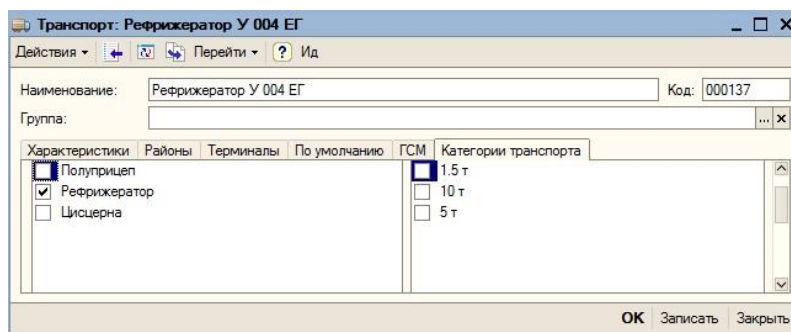 Транспорт: Рефрижератор У 004 ЕГ
Действия Перейти ? Ид
Наименование: Рефрижератор У 004 ЕГ Код: 000137
Группа: ... x
Характеристики Районы Терминалы По умолчанию ГСМ Категории транспорта
Полуприцеп 1.5 т
Рефрижератор 10 т
Цисцерна 5 т
OK Записать Закрыть